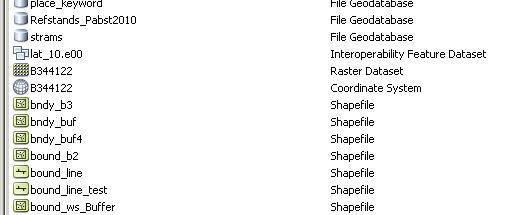 place_keyword File Geodatabase
Refstands_Pabst2010 File Geodatabase
strams File Geodatabase
lat_10.e00 Interoperability Feature Dataset
B344122 Raster Dataset
B344122 Coordinate System
bndy_b3 Shapefile
bndy_buf Shapefile
bndy_buf4 Shapefile
bound_b2 Shapefile
bound_line Shapefile
bound_line_test Shapefile
bound_ws_Buffer Shapefile